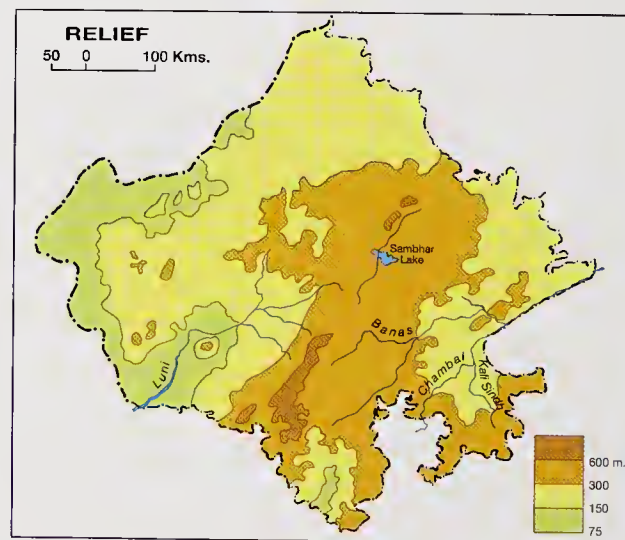 RELIEF
50 0 100 Kms.
Sambhar
Lake
Banas
Luni
Chambal
Kali Sindh
600 m.
300
150
75